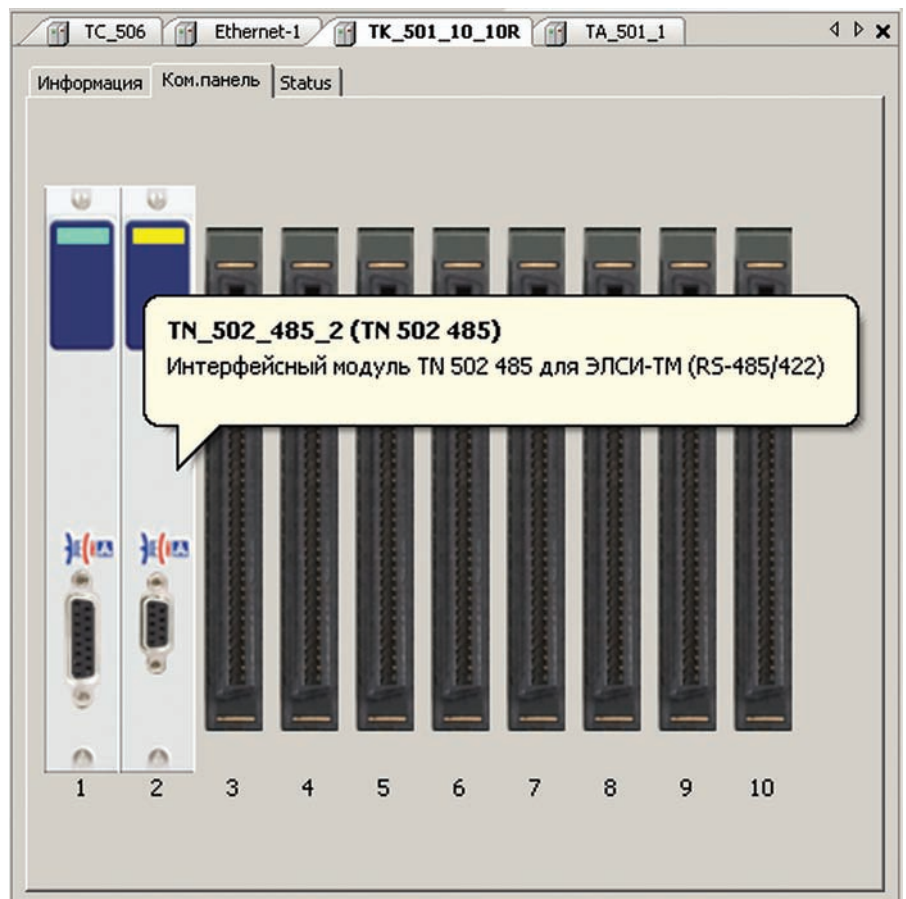 TC_506 Ethernet-1 TK_501_10_10R TA_501_1
Информация Ком.панель Status
TN_502_485_2 (TN 502 485)
Интерфейсный модуль TN 502 485 для ЭЛСИ-ТМ (RS-485/422)
1 2 3 4 5 6 7 8 9 10